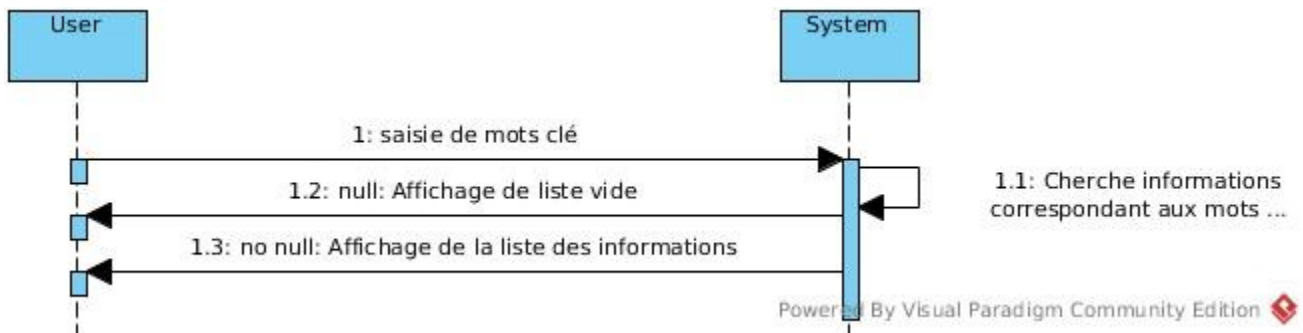 User
System
1: saisie de mots clé
1.2: null: Affichage de liste vide
1.1: Cherche informations
correspondant aux mots ...
1.3: no null: Affichage de la liste des informations
Powered By Visual Paradigm Community Edition